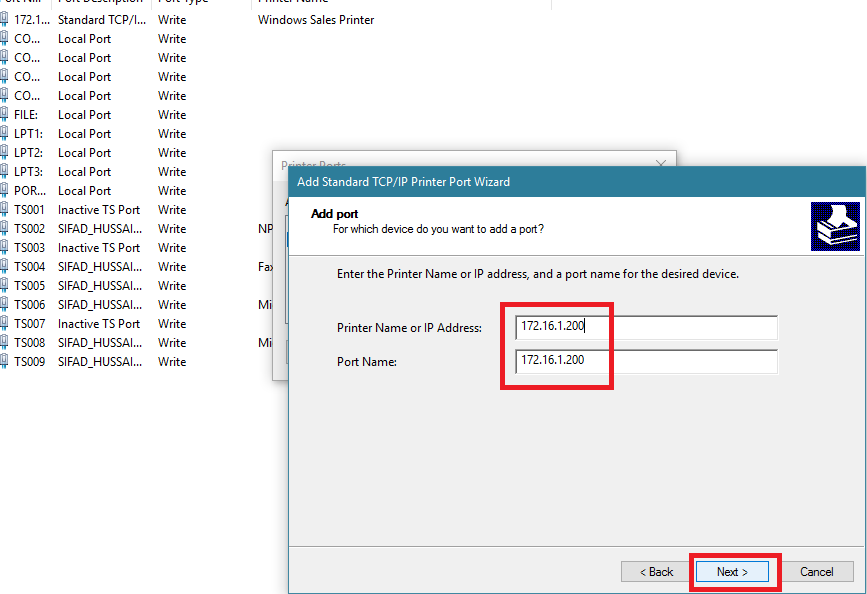 Port Description Port Type Printer Name
172.1... Standard TCP/I... Write Windows Sales Printer
CO... Local Port Write
CO... Local Port Write
CO... Local Port Write
CO... Local Port Write
FILE: Local Port Write
LPT1: Local Port Write
LPT2: Local Port Write
LPT3: Local Port Write
POR... Local Port Write
TS001 Inactive TS Port Write
TS002 SIFAD_HUSSAI... Write NP
TS003 Inactive TS Port Write
TS004 SIFAD_HUSSAI... Write Fax
TS005 SIFAD_HUSSAI... Write
TS006 SIFAD_HUSSAI... Write Mi
TS007 Inactive TS Port Write
TS008 SIFAD_HUSSAI... Write Mi
TS009 SIFAD_HUSSAI... Write
Printer Ports
Add Standard TCP/IP Printer Port Wizard
Add port
For which device do you want to add a port?
Enter the Printer Name or IP address, and a port name for the desired device.
Printer Name or IP Address: 172.16.1.200
Port Name: 172.16.1.200
< Back Next > Cancel